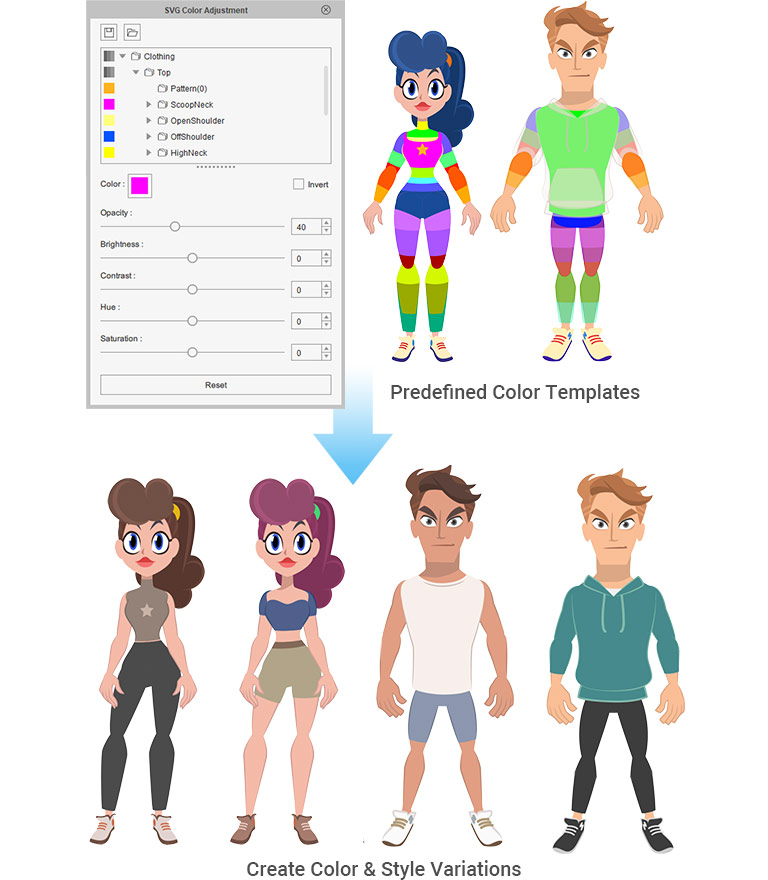 SVG Color Adjustment
Clothing
Top
Pattern(0)
ScoopNeck
OpenShoulder
OffShoulder
HighNeck
Color :
Invert
Opacity :
40
Brightness :
0
Contrast :
0
Hue :
0
Saturation :
0
Reset
Predefined Color Templates
Create Color & Style Variations